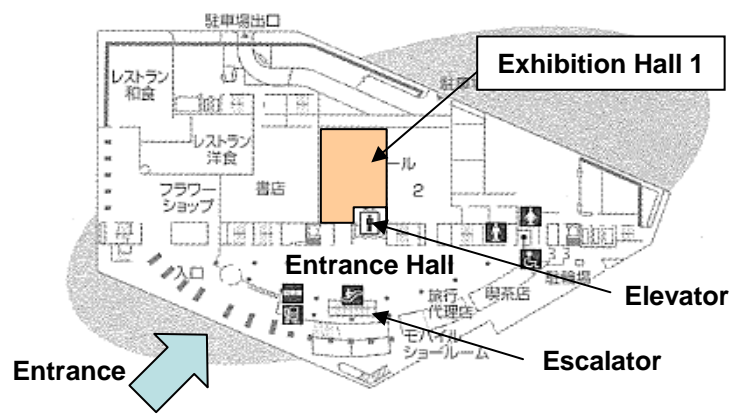 駐車場出口
Exhibition Hall 1
レストラン
和食
レストラン
洋食
ール
2
フラワー
ショップ
書店
入口
Entrance Hall
駐輪場
喫茶店
旅行
代理店
Elevator
モバイル
ショールーム
Escalator
Entrance